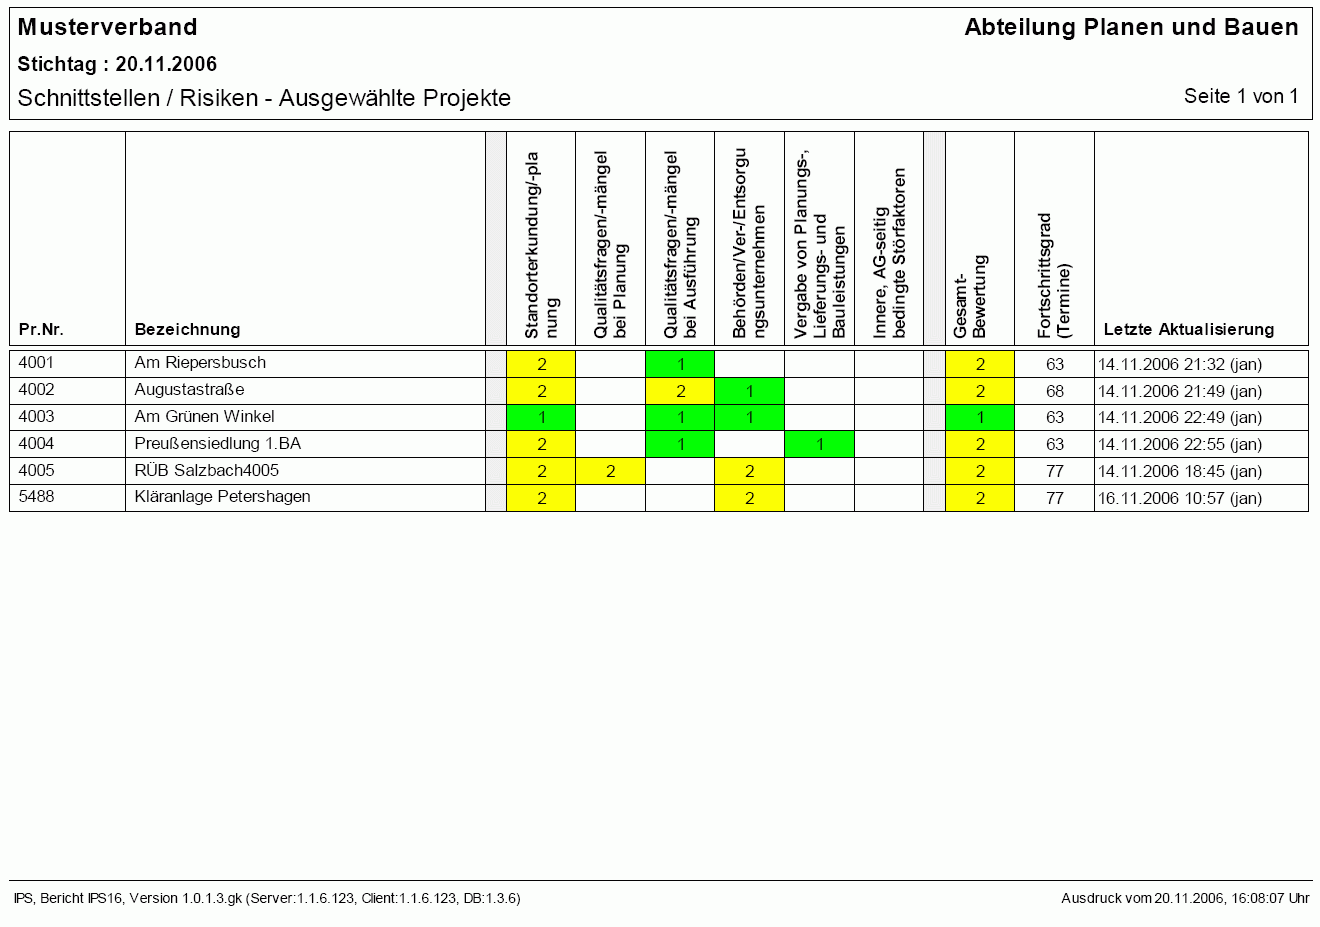 Musterverband Abteilung Planen und Bauen
Stichtag : 20.11.2006
Schnittstellen / Risiken - Ausgewählte Projekte Seite 1 von 1
Pr.Nr.
Bezeichnung
Standorterkundung/-pla
nung
Qualitätsfragen/-mängel
bei Planung
Qualitätsfragen/-mängel
bei Ausführung
Behörden/Ver-/Entsorgu
ngsunternehmen
Vergabe von Planungs-,
Lieferungs- und
Bauleistungen
Innere, AG-seitig
bedingte Störfaktoren
Gesamt-
Bewertung
Fortschrittsgrad
(Termine)
Letzte Aktualisierung
4001 Am Riepersbusch 2 1 2 63 14.11.2006 21:32 (jan)
4002 Augustastraße 2 2 1 2 68 14.11.2006 21:49 (jan)
4003 Am Grünen Winkel 1 1 1 1 63 14.11.2006 22:49 (jan)
4004 Preußensiedlung 1.BA 2 1 1 2 63 14.11.2006 22:55 (jan)
4005 RÜB Salzbach4005 2 2 2 2 77 14.11.2006 18:45 (jan)
5488 Kläranlage Petershagen 2 2 2 77 16.11.2006 10:57 (jan)
IPS, Bericht IPS16, Version 1.0.1.3.gk (Server:1.1.6.123, Client:1.1.6.123, DB:1.3.6) Ausdruck vom 20.11.2006, 16:08:07 Uhr